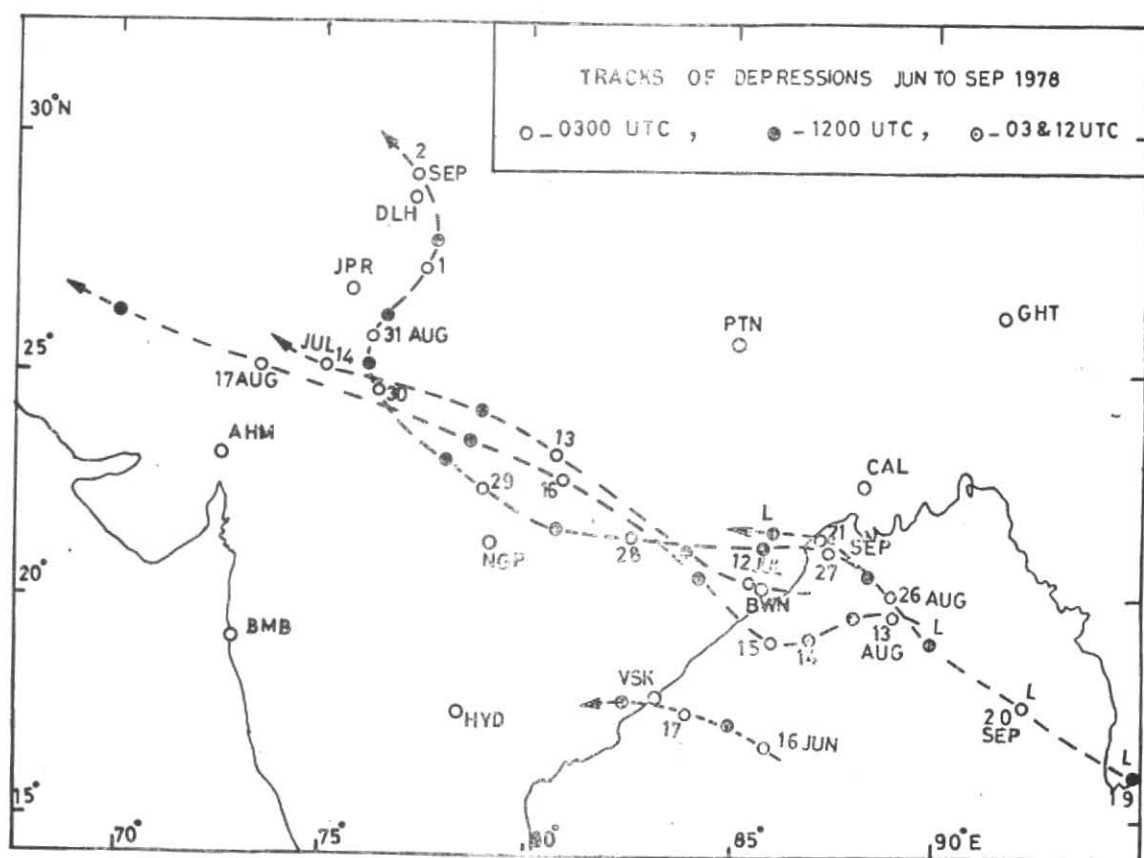 TRACKS OF DEPRESSIONS JUN TO SEP 1978
0300 UTC, - 1200 UTC, - 03 & 12 UTC
30°N
2
SEP
DLH
1
JPR
31 AUG
PTN
GHT
25°
JUL 14
17 AUG
30
AHM
13
CAL
29
16
L
21
SEP
NGP
28
12 JUL
27
20°
BWN
26 AUG
BMB
15
14
13
AUG
L
VSK
HYD
17
16 JUN
L
20
SEP
L
19
15°
70°
75°
80°
85°
90°E